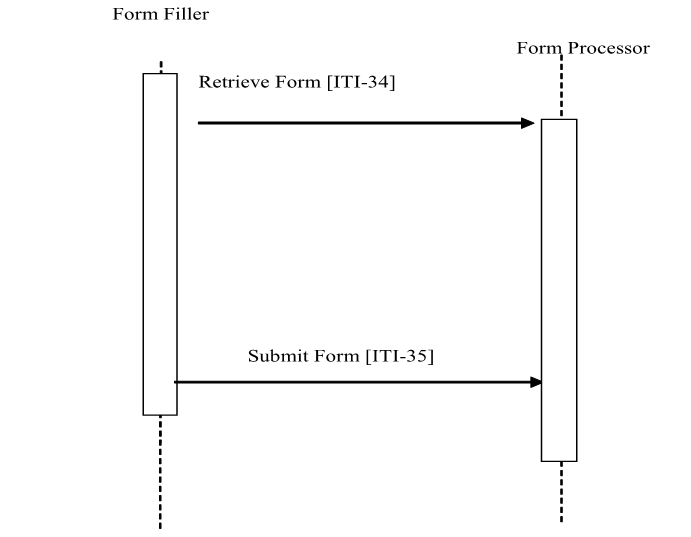 Form Filler
Form Processor
Retrieve Form [ITI-34]
Submit Form [ITI-35]